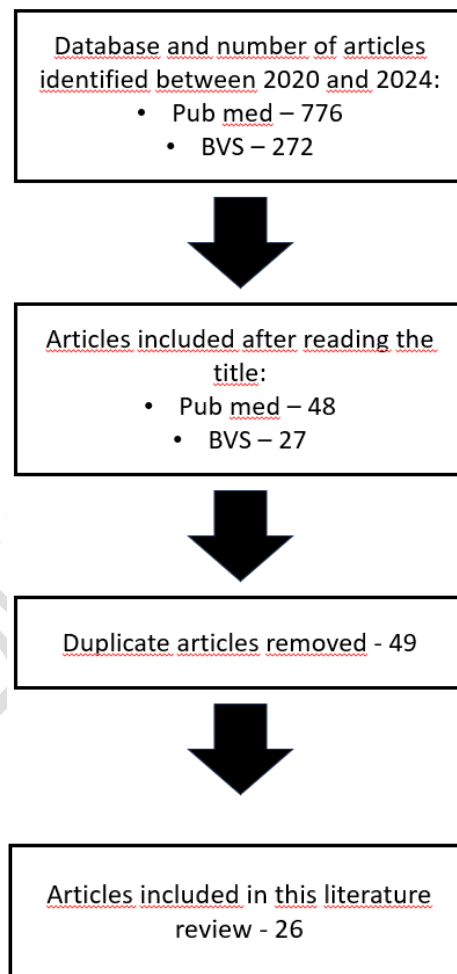 Database and number of articles
identified between 2020 and 2024:
• Pub med – 776
• BVS – 272
Articles included after reading the
title:
• Pub med – 48
• BVS – 27
Duplicate articles removed - 49
Articles included in this literature
review - 26